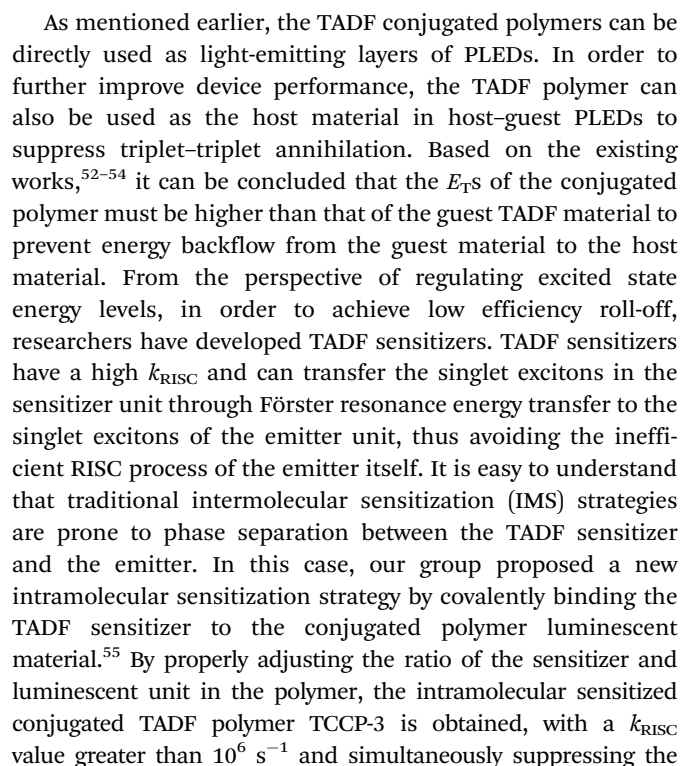 As mentioned earlier, the TADF conjugated polymers can be
directly used as light-emitting layers of PLEDs. In order to
further improve device performance, the TADF polymer can
also be used as the host material in host–guest PLEDs to
suppress triplet–triplet annihilation. Based on the existing
works,⁵²⁻⁵⁴ it can be concluded that the E_Ts of the conjugated
polymer must be higher than that of the guest TADF material to
prevent energy backflow from the guest material to the host
material. From the perspective of regulating excited state
energy levels, in order to achieve low efficiency roll-off,
researchers have developed TADF sensitizers. TADF sensitizers
have a high k_RISC and can transfer the singlet excitons in the
sensitizer unit through Förster resonance energy transfer to the
singlet excitons of the emitter unit, thus avoiding the ineffi-
cient RISC process of the emitter itself. It is easy to understand
that traditional intermolecular sensitization (IMS) strategies
are prone to phase separation between the TADF sensitizer
and the emitter. In this case, our group proposed a new
intramolecular sensitization strategy by covalently binding the
TADF sensitizer to the conjugated polymer luminescent
material.⁵⁵ By properly adjusting the ratio of the sensitizer and
luminescent unit in the polymer, the intramolecular sensitized
conjugated TADF polymer TCCP-3 is obtained, with a k_RISC
value greater than 10⁶ s⁻¹ and simultaneously suppressing the